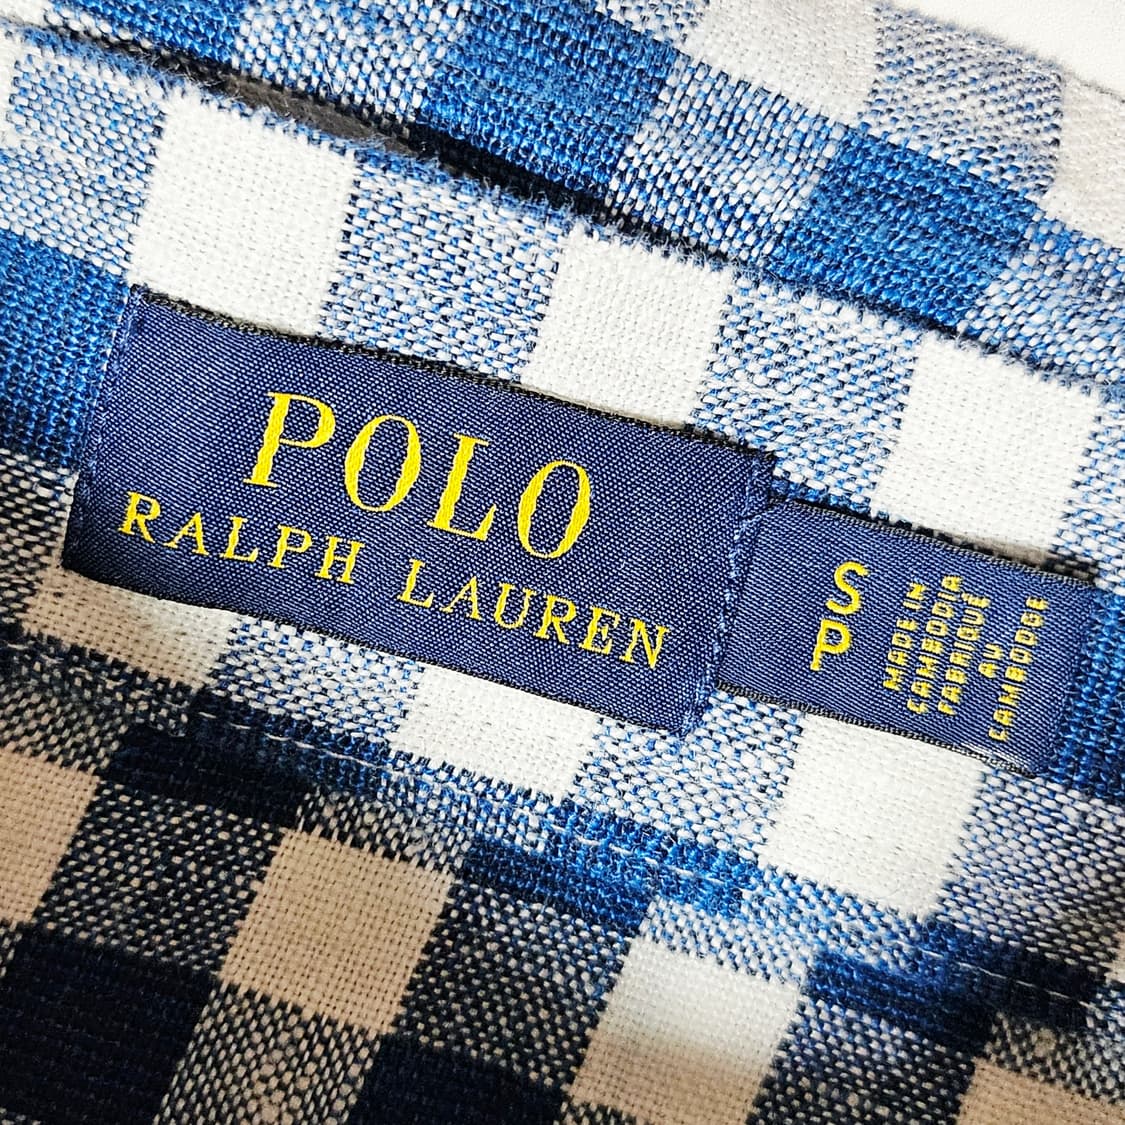 POLO
RALPH LAUREN
S
P
MADE IN
CAMBODIA
FABRIQUÉ
AU
CAMBODGE